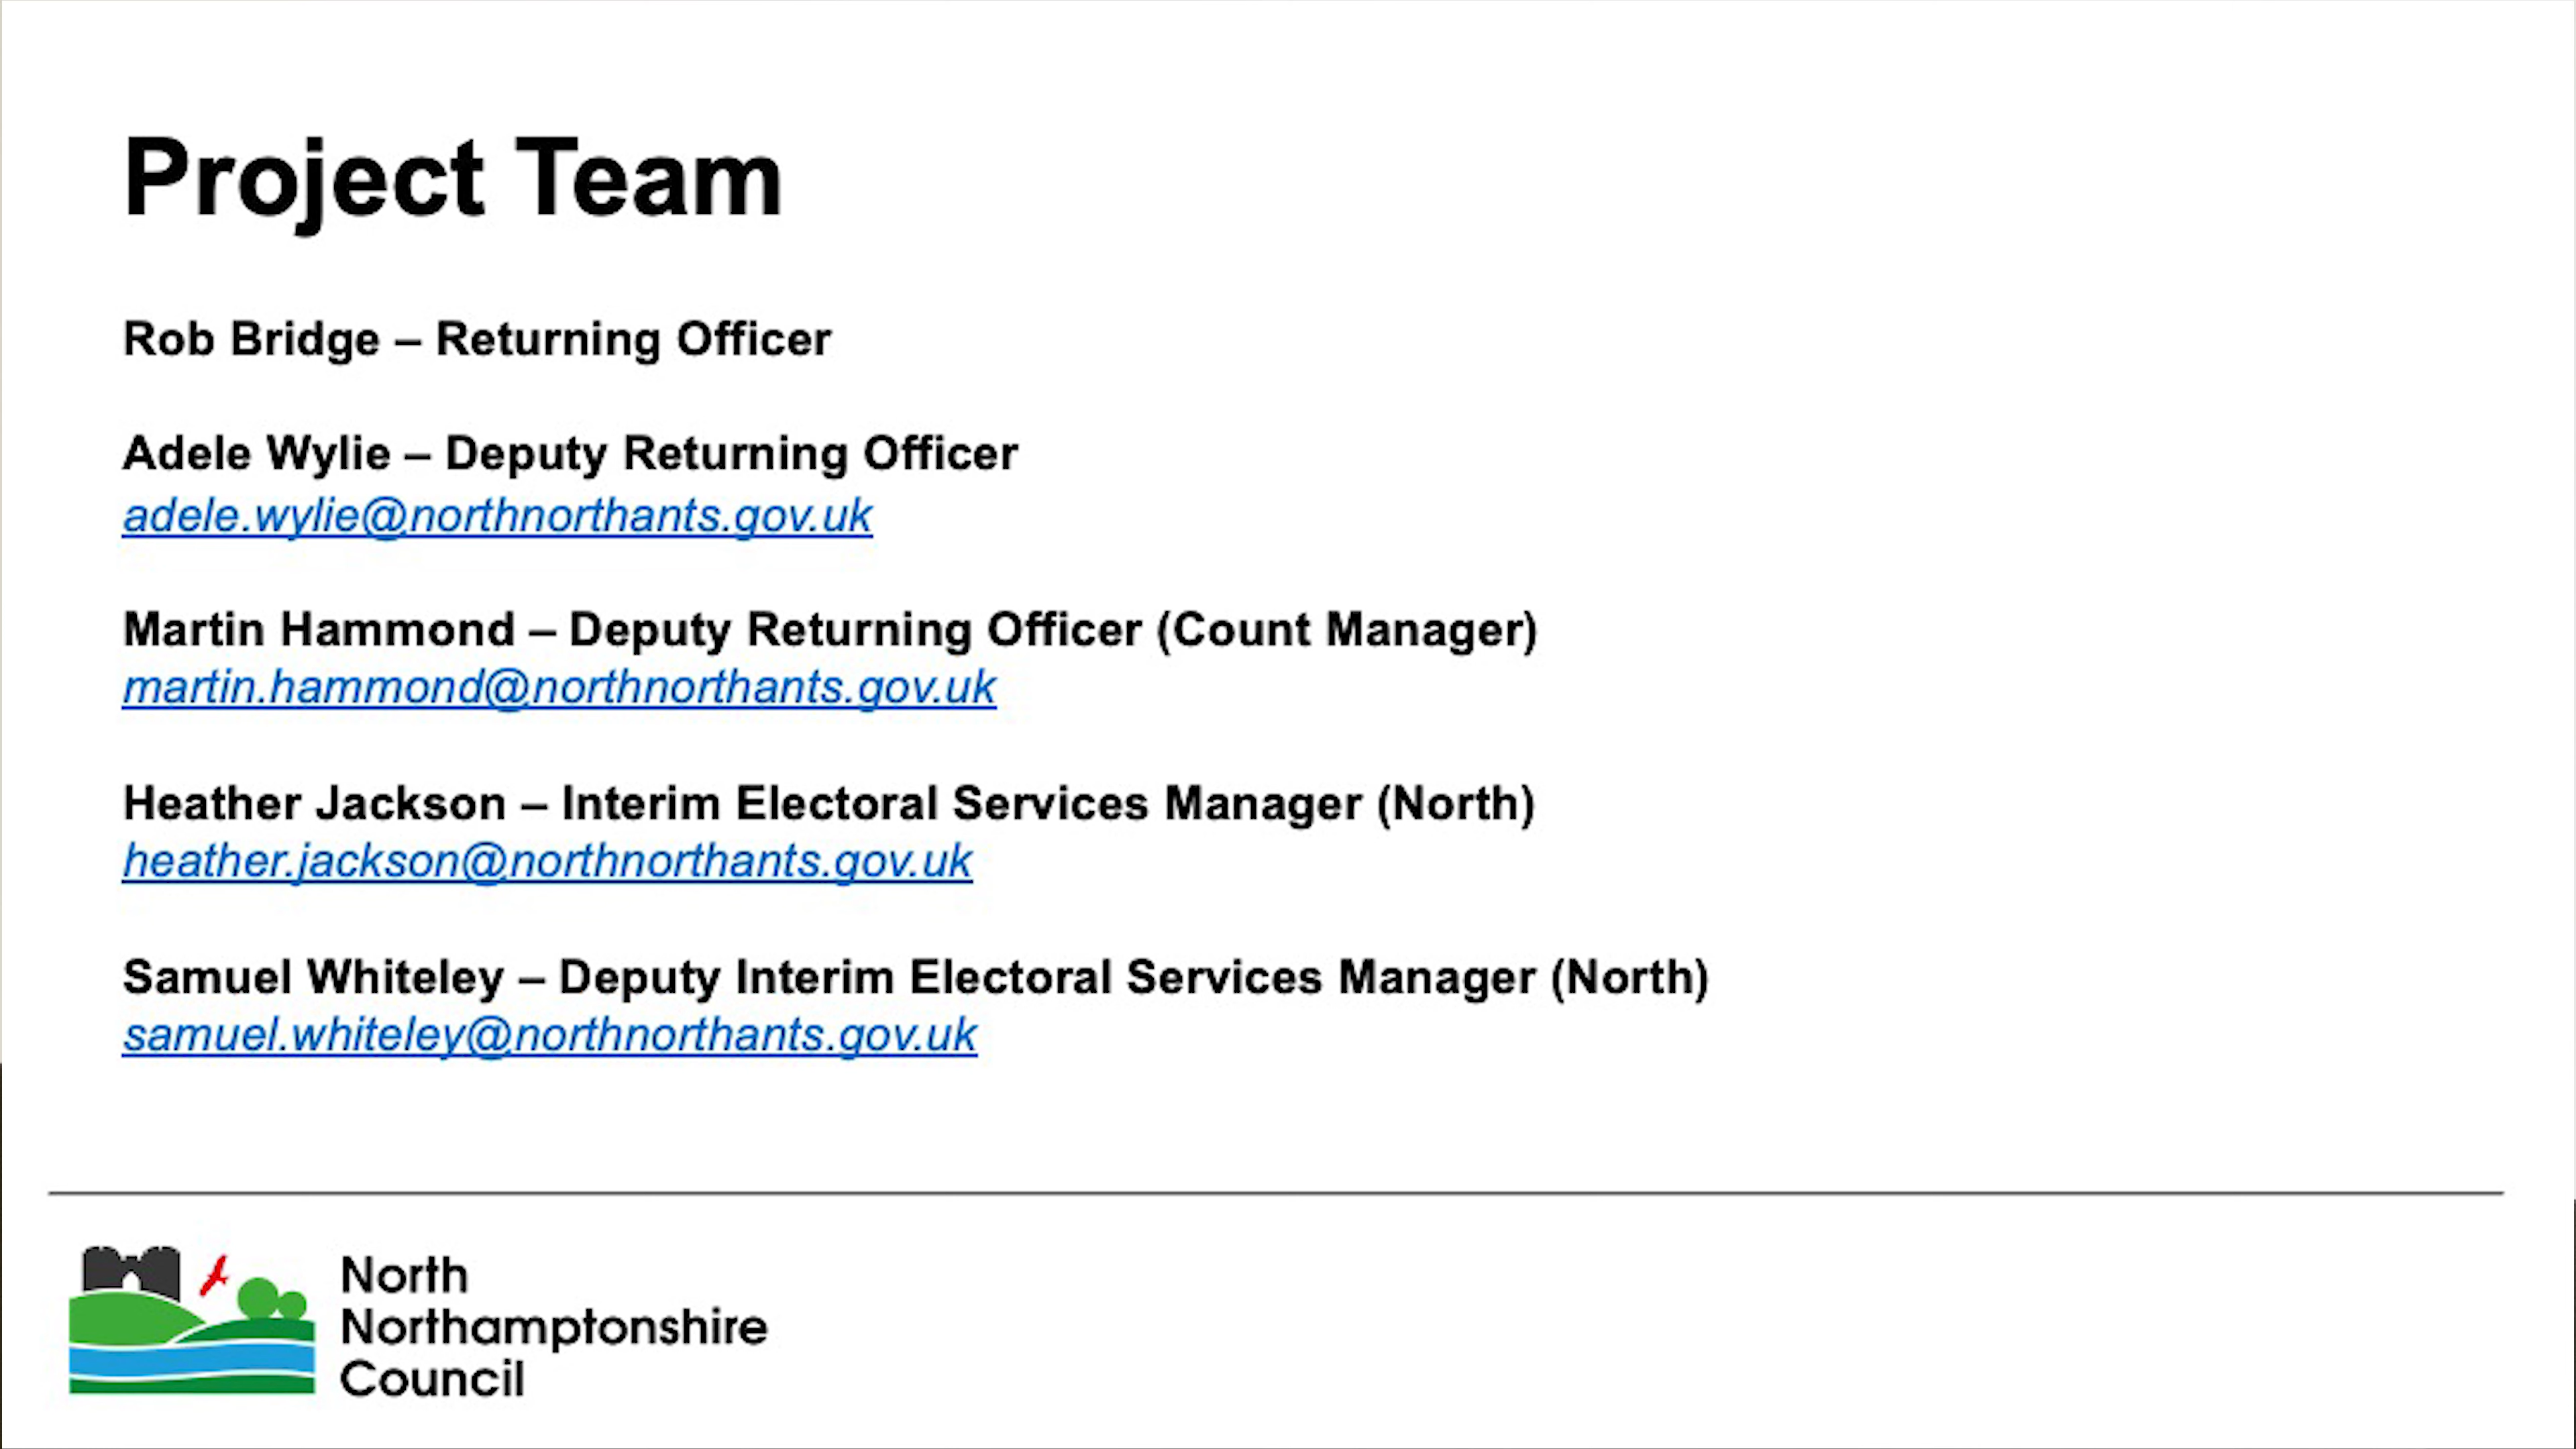 Project Team
Rob Bridge – Returning Officer
Adele Wylie – Deputy Returning Officer
adele.wylie@northnorthants.gov.uk
Martin Hammond – Deputy Returning Officer (Count Manager)
martin.hammond@northnorthants.gov.uk
Heather Jackson – Interim Electoral Services Manager (North)
heather.jackson@northnorthants.gov.uk
Samuel Whiteley – Deputy Interim Electoral Services Manager (North)
samuel.whiteley@northnorthants.gov.uk
North
Northamptonshire
Council